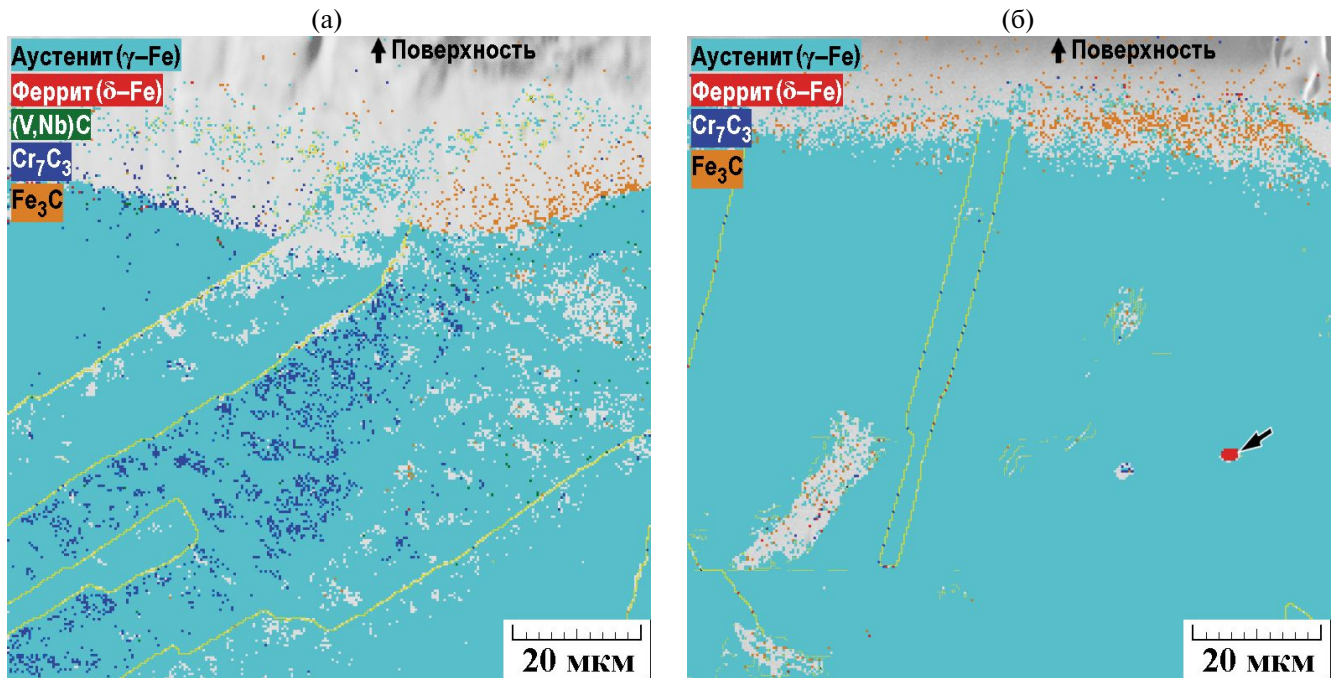 (а)
(б)
Аустенит (γ–Fe)
Феррит (δ–Fe)
(V,Nb)C
Cr₇C₃
Fe₃C
Поверхность
20 мкм
Аустенит (γ–Fe)
Феррит (δ–Fe)
Cr₇C₃
Fe₃C
Поверхность
20 мкм